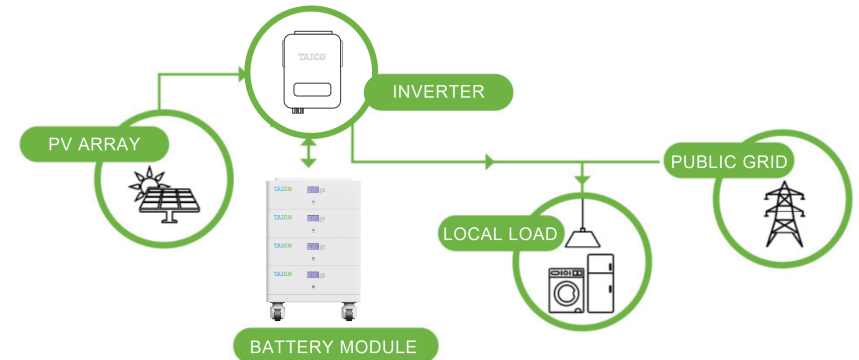 TAICO
INVERTER
PV ARRAY
PUBLIC GRID
TAICO
TAICO
LOCAL LOAD
TAICO
TAICO
BATTERY MODULE